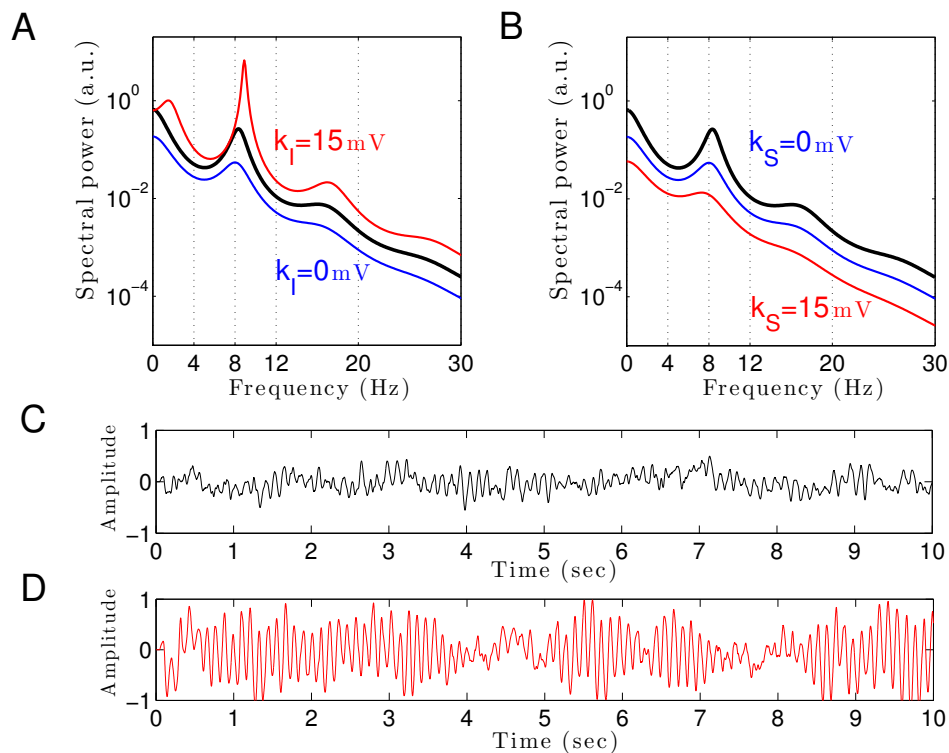 A
Spectral power (a.u.)
10^0
10^−2
10^−4
k_I=15 mV
k_I=0 mV
0 4 8 12 20 30
Frequency (Hz)
B
Spectral power (a.u.)
10^0
10^−2
10^−4
k_S=0 mV
k_S=15 mV
0 4 8 12 20 30
Frequency (Hz)
C
Amplitude
1
0
−1
0 1 2 3 4 5 6 7 8 9 10
Time (sec)
D
Amplitude
1
0
−1
0 1 2 3 4 5 6 7 8 9 10
Time (sec)